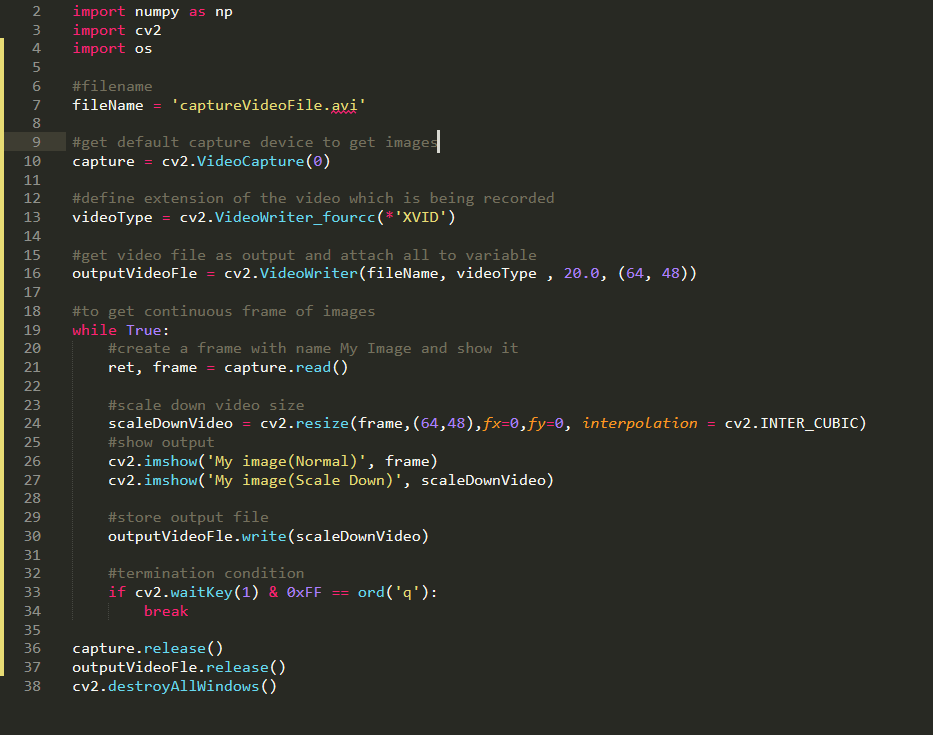 2 import numpy as np
3 import cv2
4 import os
5
6 #filename
7 fileName = 'captureVideoFile.avi'
8
9 #get default capture device to get images
10 capture = cv2.VideoCapture(0)
11
12 #define extension of the video which is being recorded
13 videoType = cv2.VideoWriter_fourcc(*'XVID')
14
15 #get video file as output and attach all to variable
16 outputVideoFle = cv2.VideoWriter(fileName, videoType , 20.0, (64, 48))
17
18 #to get continuous frame of images
19 while True:
20     #create a frame with name My Image and show it
21     ret, frame = capture.read()
22
23     #scale down video size
24     scaleDownVideo = cv2.resize(frame,(64,48),fx=0,fy=0, interpolation = cv2.INTER_CUBIC)
25     #show output
26     cv2.imshow('My image(Normal)', frame)
27     cv2.imshow('My image(Scale Down)', scaleDownVideo)
28
29     #store output file
30     outputVideoFle.write(scaleDownVideo)
31
32     #termination condition
33     if cv2.waitKey(1) & 0xFF == ord('q'):
34         break
35
36 capture.release()
37 outputVideoFle.release()
38 cv2.destroyAllWindows()